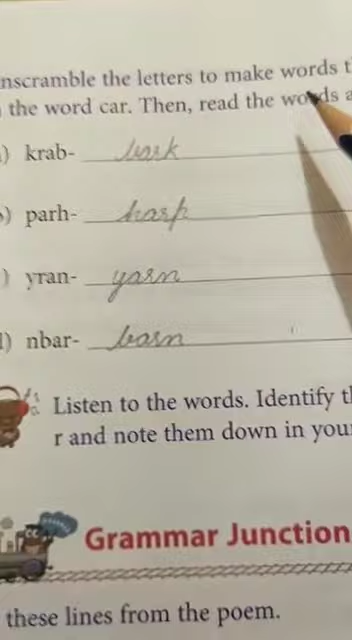 nscramble the letters to make words t
the word car. Then, read the words a
) krab- bark
) parh- harp
) yran- yarn
l) nbar- barn
Listen to the words. Identify t
r and note them down in you
Grammar Junction
these lines from the poem.